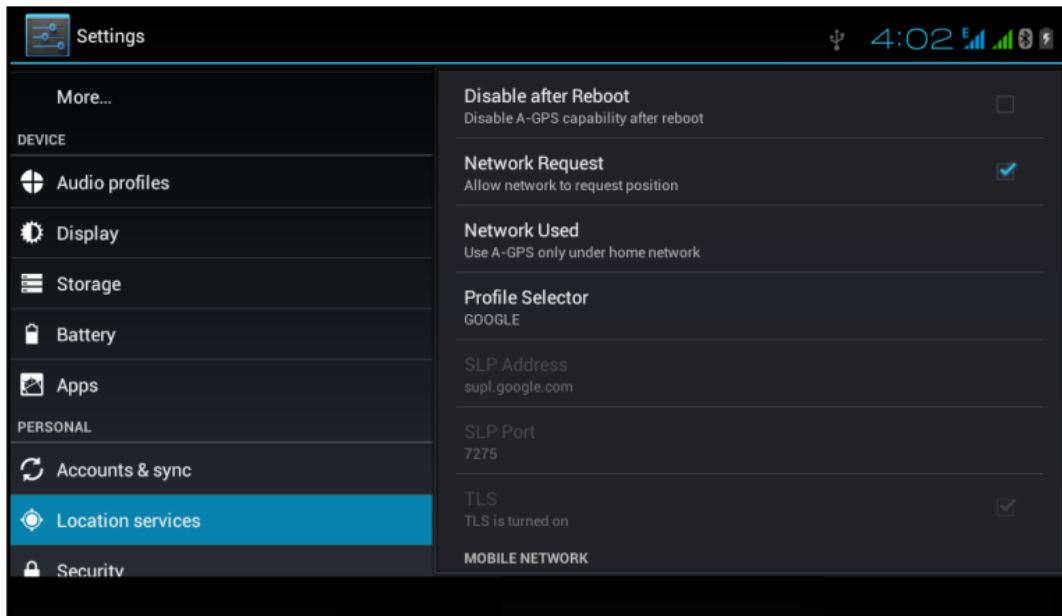 Settings
4:02 E
More...
DEVICE
Audio profiles
Display
Storage
Battery
Apps
PERSONAL
Accounts & sync
Location services
Security
Disable after Reboot
Disable A-GPS capability after reboot
Network Request
Allow network to request position
Network Used
Use A-GPS only under home network
Profile Selector
GOOGLE
SLP Address
supl.google.com
SLP Port
7275
TLS
TLS is turned on
MOBILE NETWORK